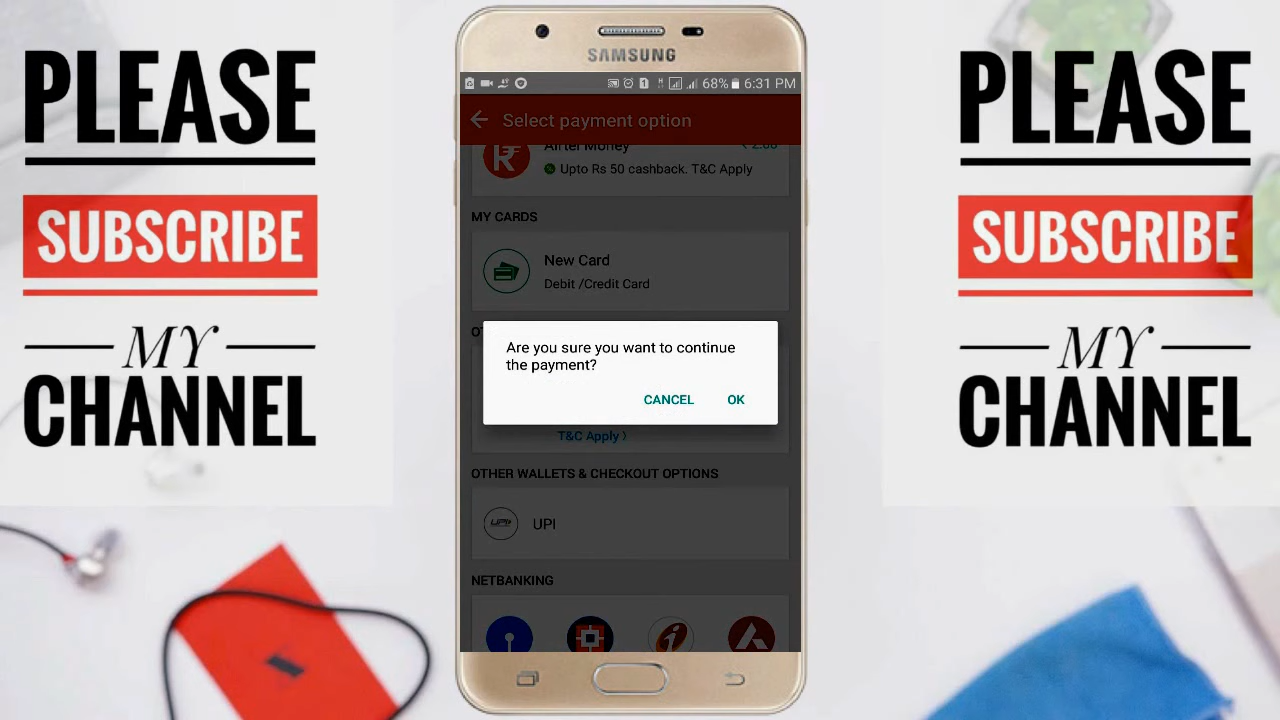 PLEASE
SUBSCRIBE
MY
CHANNEL
SAMSUNG
68% 6:31 PM
Select payment option
Airtel Money
Upto Rs 50 cashback. T&C Apply
MY CARDS
New Card
Debit /Credit Card
Are you sure you want to continue
the payment?
CANCEL OK
T&C Apply >
OTHER WALLETS & CHECKOUT OPTIONS
UPI
UPI
NETBANKING
PLEASE
SUBSCRIBE
MY
CHANNEL